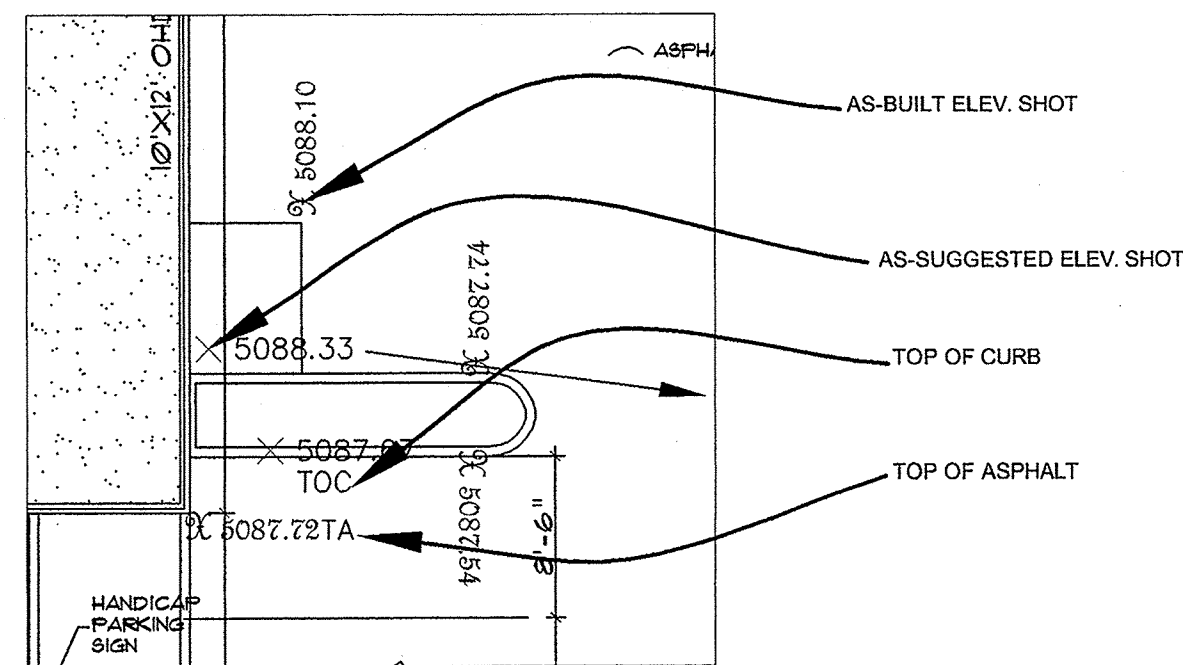 10'X12' OH
ASPH
5088.10
AS-BUILT ELEV. SHOT
5087.74
AS-SUGGESTED ELEV. SHOT
5088.33
TOP OF CURB
TOC
TOP OF ASPHALT
5087.72TA
5087.54
8'-9"
HANDICAP
PARKING
SIGN